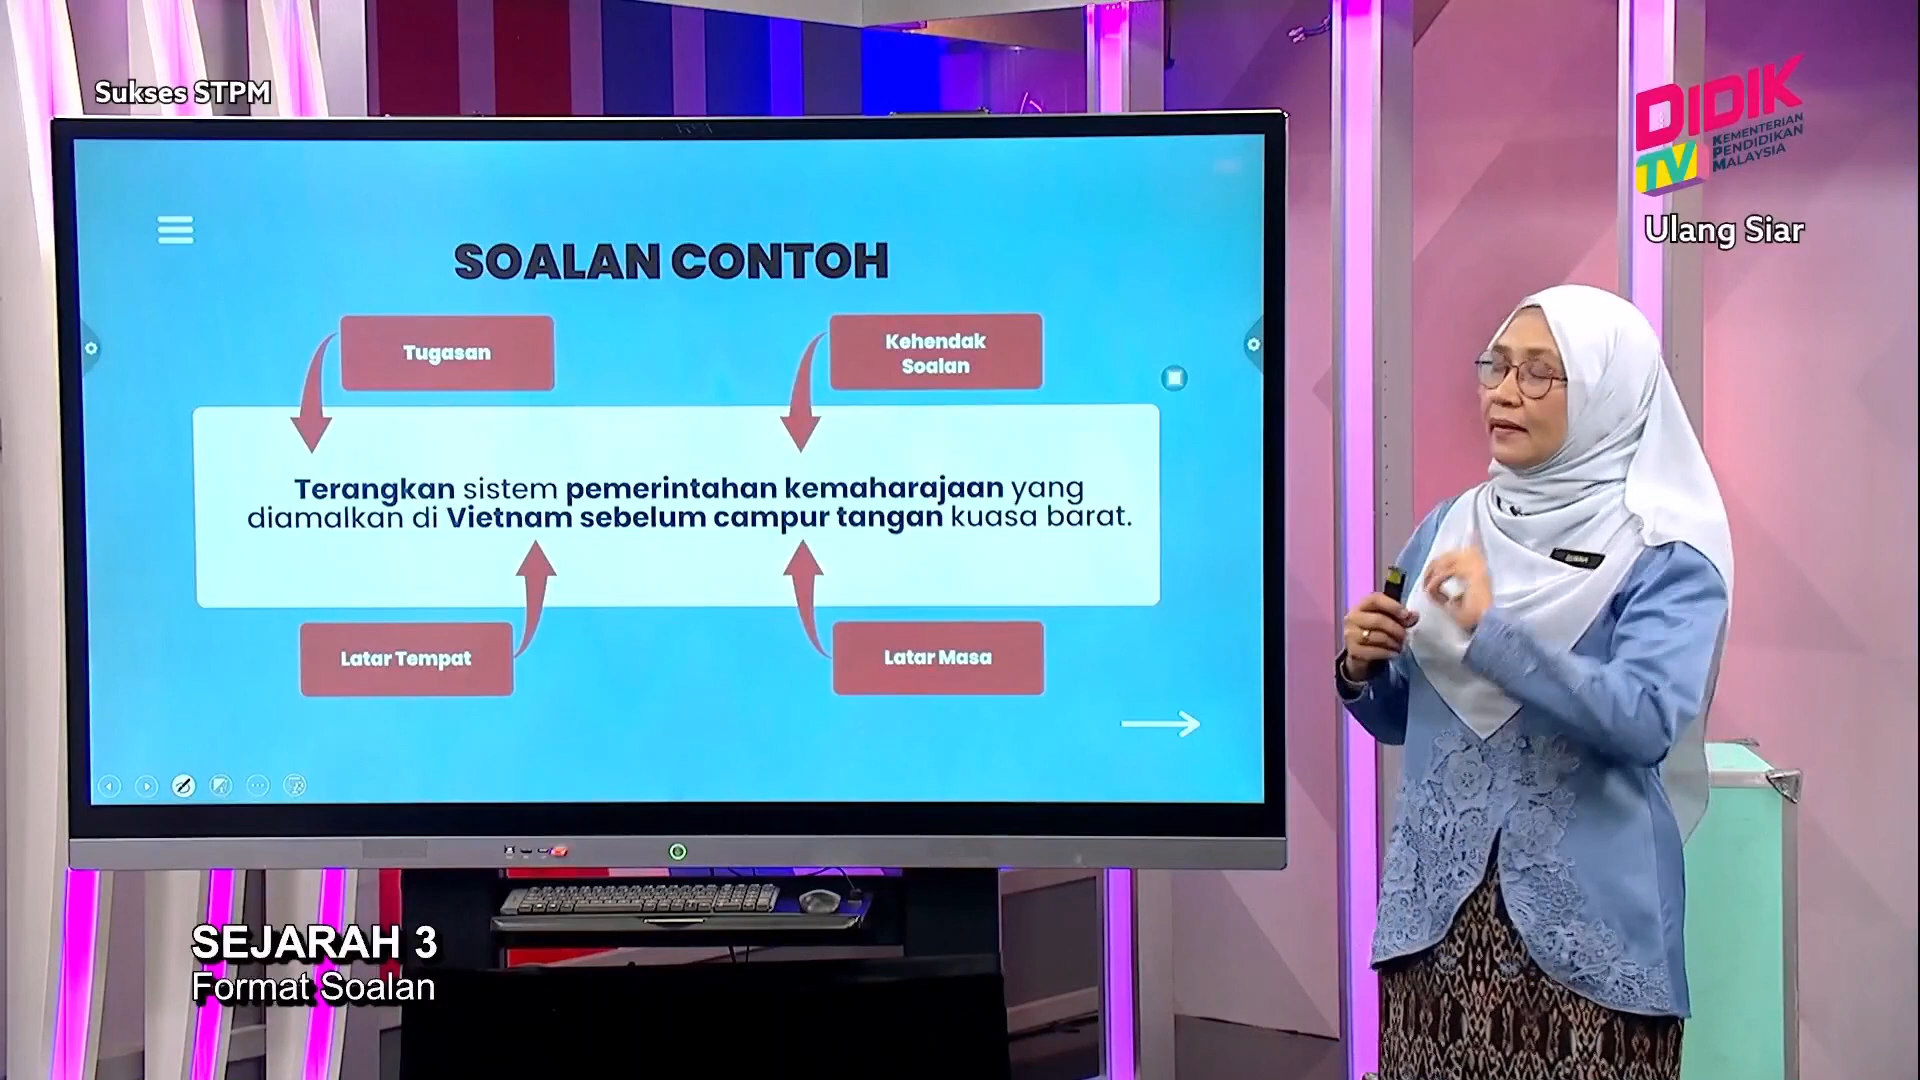 Sukses STPM
DIDIK
TV
KEMENTERIAN
PENDIDIKAN
MALAYSIA
Ulang Siar
SOALAN CONTOH
Tugasan
Kehendak
Soalan
Terangkan sistem pemerintahan kemaharajaan yang
diamalkan di Vietnam sebelum campur tangan kuasa barat.
Latar Tempat
Latar Masa
SEJARAH 3
Format Soalan